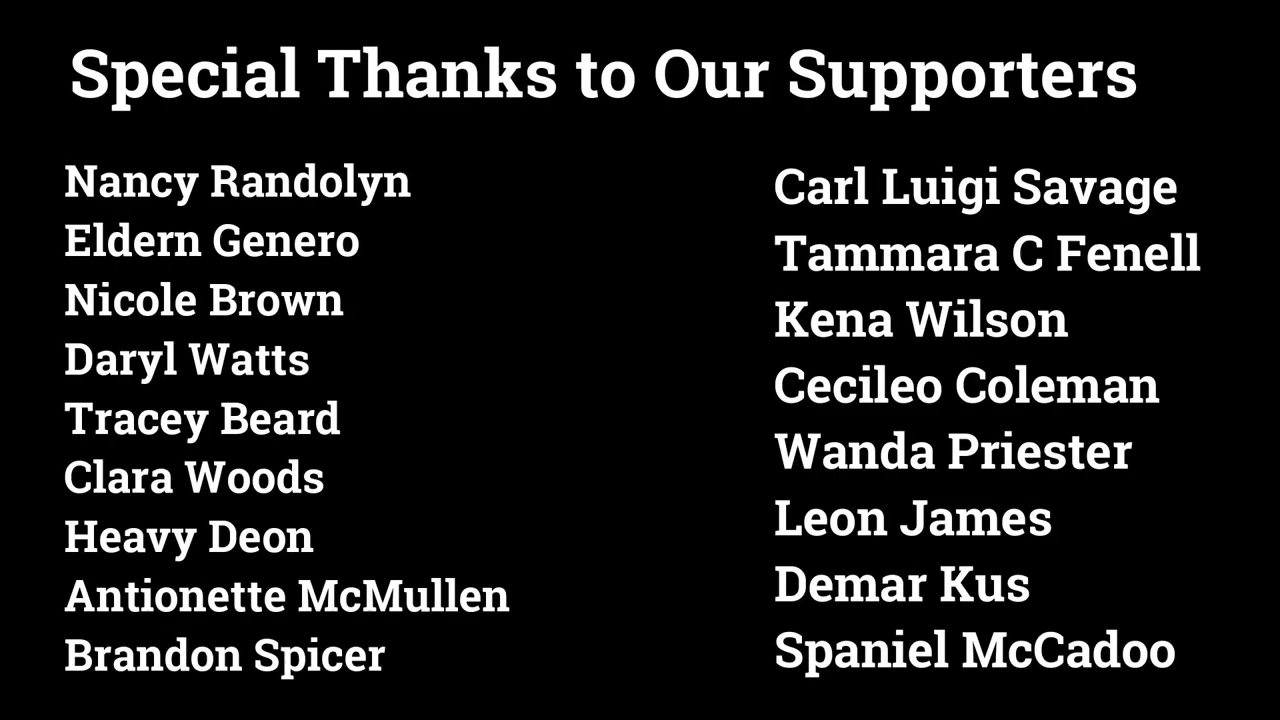 Special Thanks to Our Supporters
Nancy Randolyn
Eldern Genero
Nicole Brown
Daryl Watts
Tracey Beard
Clara Woods
Heavy Deon
Antionette McMullen
Brandon Spicer
Carl Luigi Savage
Tammara C Fenell
Kena Wilson
Cecileo Coleman
Wanda Priester
Leon James
Demar Kus
Spaniel McCadoo